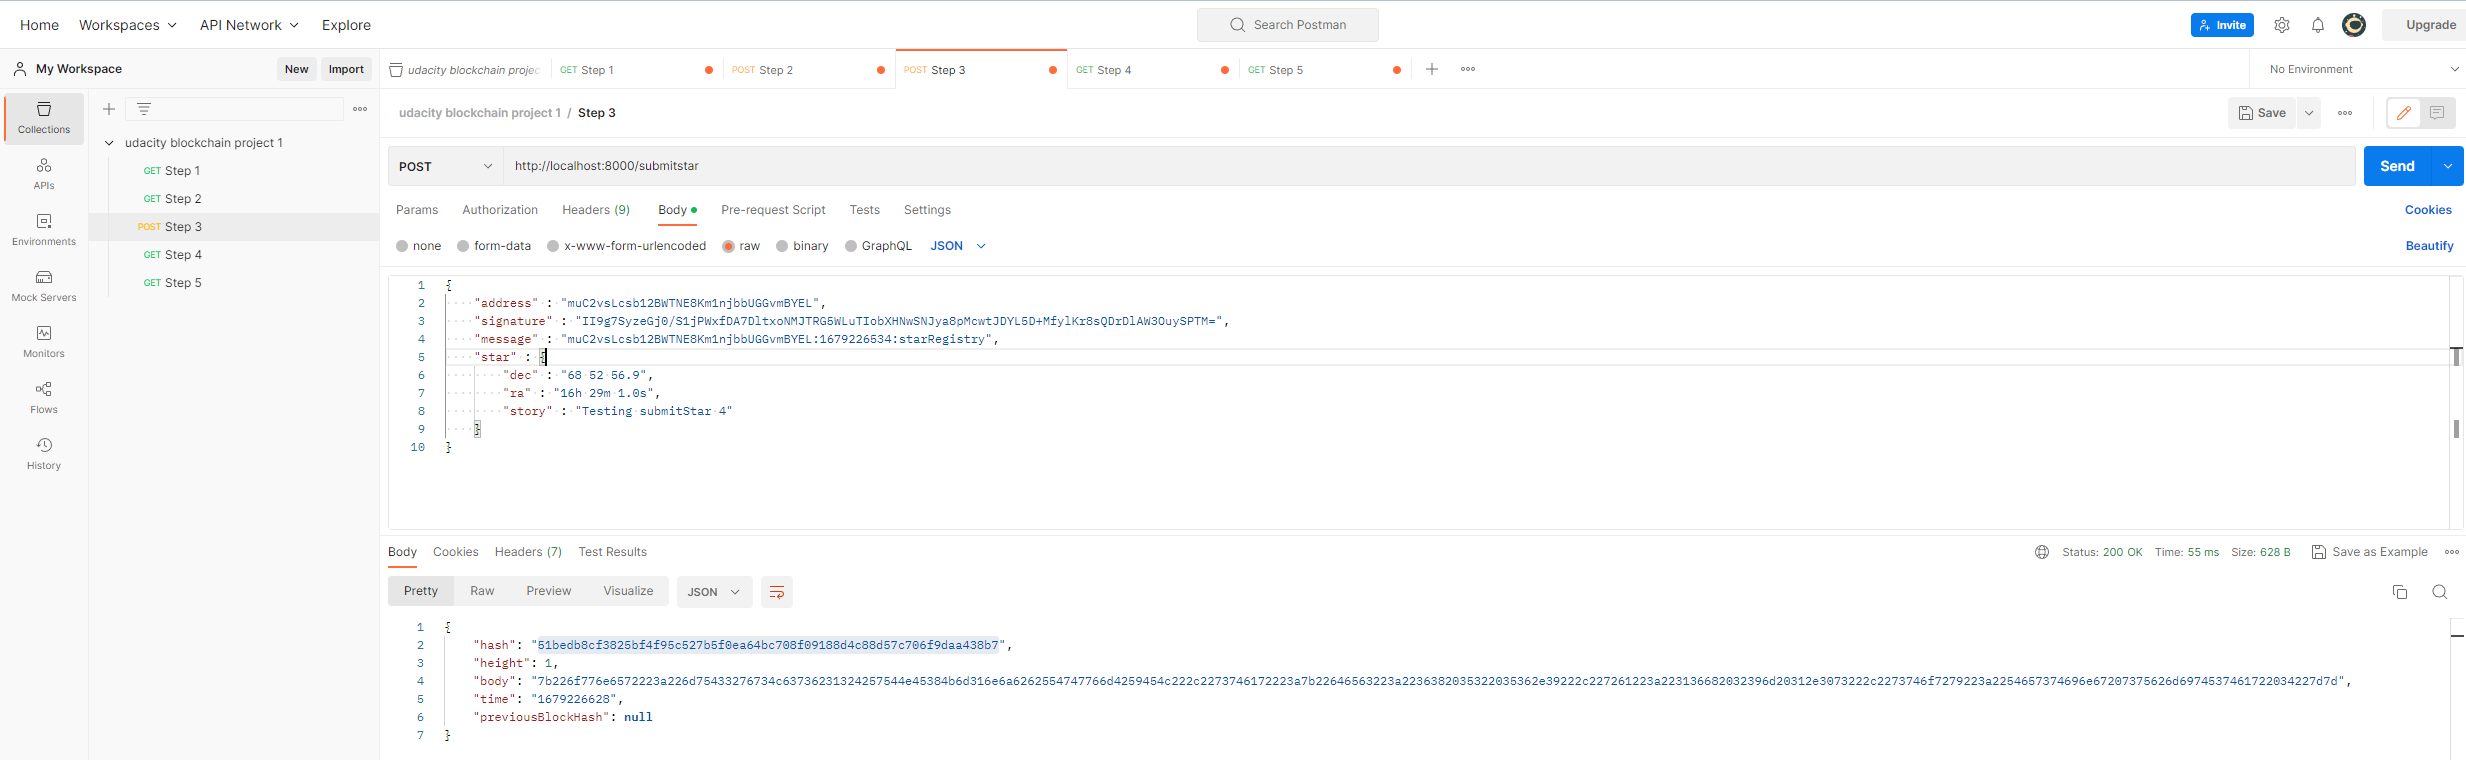 Home Workspaces API Network Explore Search Postman Invite Upgrade
My Workspace New Import udacity blockchain projec GET Step 1 POST Step 2 POST Step 3 GET Step 4 GET Step 5 No Environment
Collections
APIs
Environments
Mock Servers
Monitors
Flows
History
udacity blockchain project 1
GET Step 1
GET Step 2
POST Step 3
GET Step 4
GET Step 5
udacity blockchain project 1 / Step 3 Save
POST http://localhost:8000/submitstar Send
Params Authorization Headers (9) Body Pre-request Script Tests Settings Cookies
none form-data x-www-form-urlencoded raw binary GraphQL JSON Beautify
1 {
2 "address" : "muC2vsLcsb12BWTNE8Km1njbbUGGvmBYEL",
3 "signature" : "II9g7SyzeGj0/S1jPWxfDA7DltxoNMJTRG5WLuTIobXHNwSNJya8pMcwtJDYL5D+MfylKr8sQDrDlAW3OuySPTM=",
4 "message" : "muC2vsLcsb12BWTNE8Km1njbbUGGvmBYEL:1679226534:starRegistry",
5 "star" : {
6 "dec" : "68 52 56.9",
7 "ra" : "16h 29m 1.0s",
8 "story" : "Testing submitStar 4"
9 }
10 }
Body Cookies Headers (7) Test Results Status: 200 OK Time: 55 ms Size: 628 B Save as Example
Pretty Raw Preview Visualize JSON
1 {
2 "hash": "51bedb8cf3825bf4f95c527b5f0ea64bc708f09188d4c88d57c706f9daa438b7",
3 "height": 1,
4 "body": "7b226f776e6572223a226d75433276734c63736231324257544e45384b6d316e6a6262554747766d4259454c222c2273746172223a7b22646563223a2236382035322035362e39222c227261223a223136682032396d20312e3073222c2273746f7279223a2254657374696e67207375626d697453746172203422​7d7d",
5 "time": "1679226628",
6 "previousBlockHash": null
7 }